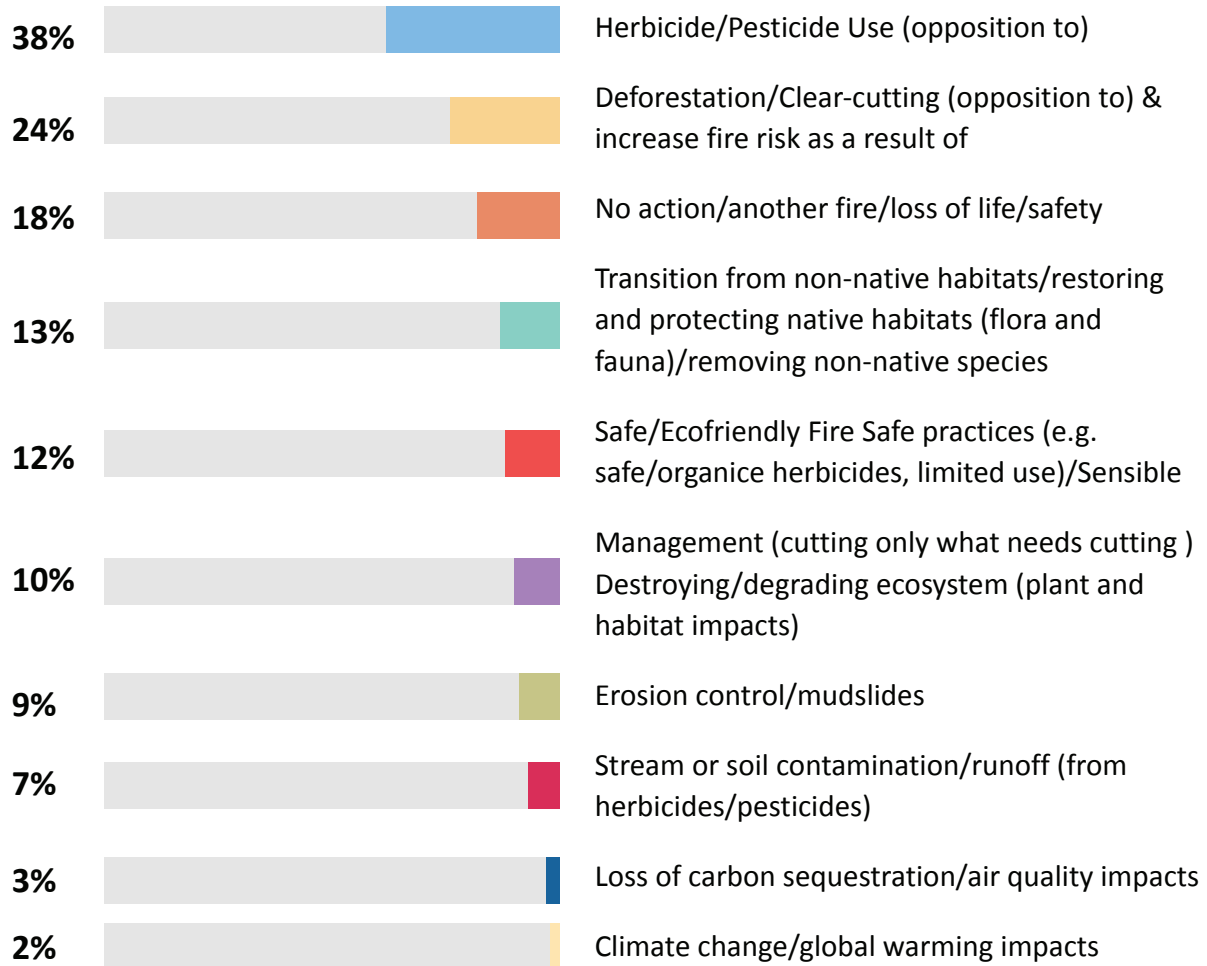 38%
Herbicide/Pesticide Use (opposition to)
24%
Deforestation/Clear-cutting (opposition to) &
increase fire risk as a result of
18%
No action/another fire/loss of life/safety
13%
Transition from non-native habitats/restoring
and protecting native habitats (flora and
fauna)/removing non-native species
12%
Safe/Ecofriendly Fire Safe practices (e.g.
safe/organice herbicides, limited use)/Sensible
10%
Management (cutting only what needs cutting )
Destroying/degrading ecosystem (plant and
habitat impacts)
9%
Erosion control/mudslides
7%
Stream or soil contamination/runoff (from
herbicides/pesticides)
3%
Loss of carbon sequestration/air quality impacts
2%
Climate change/global warming impacts